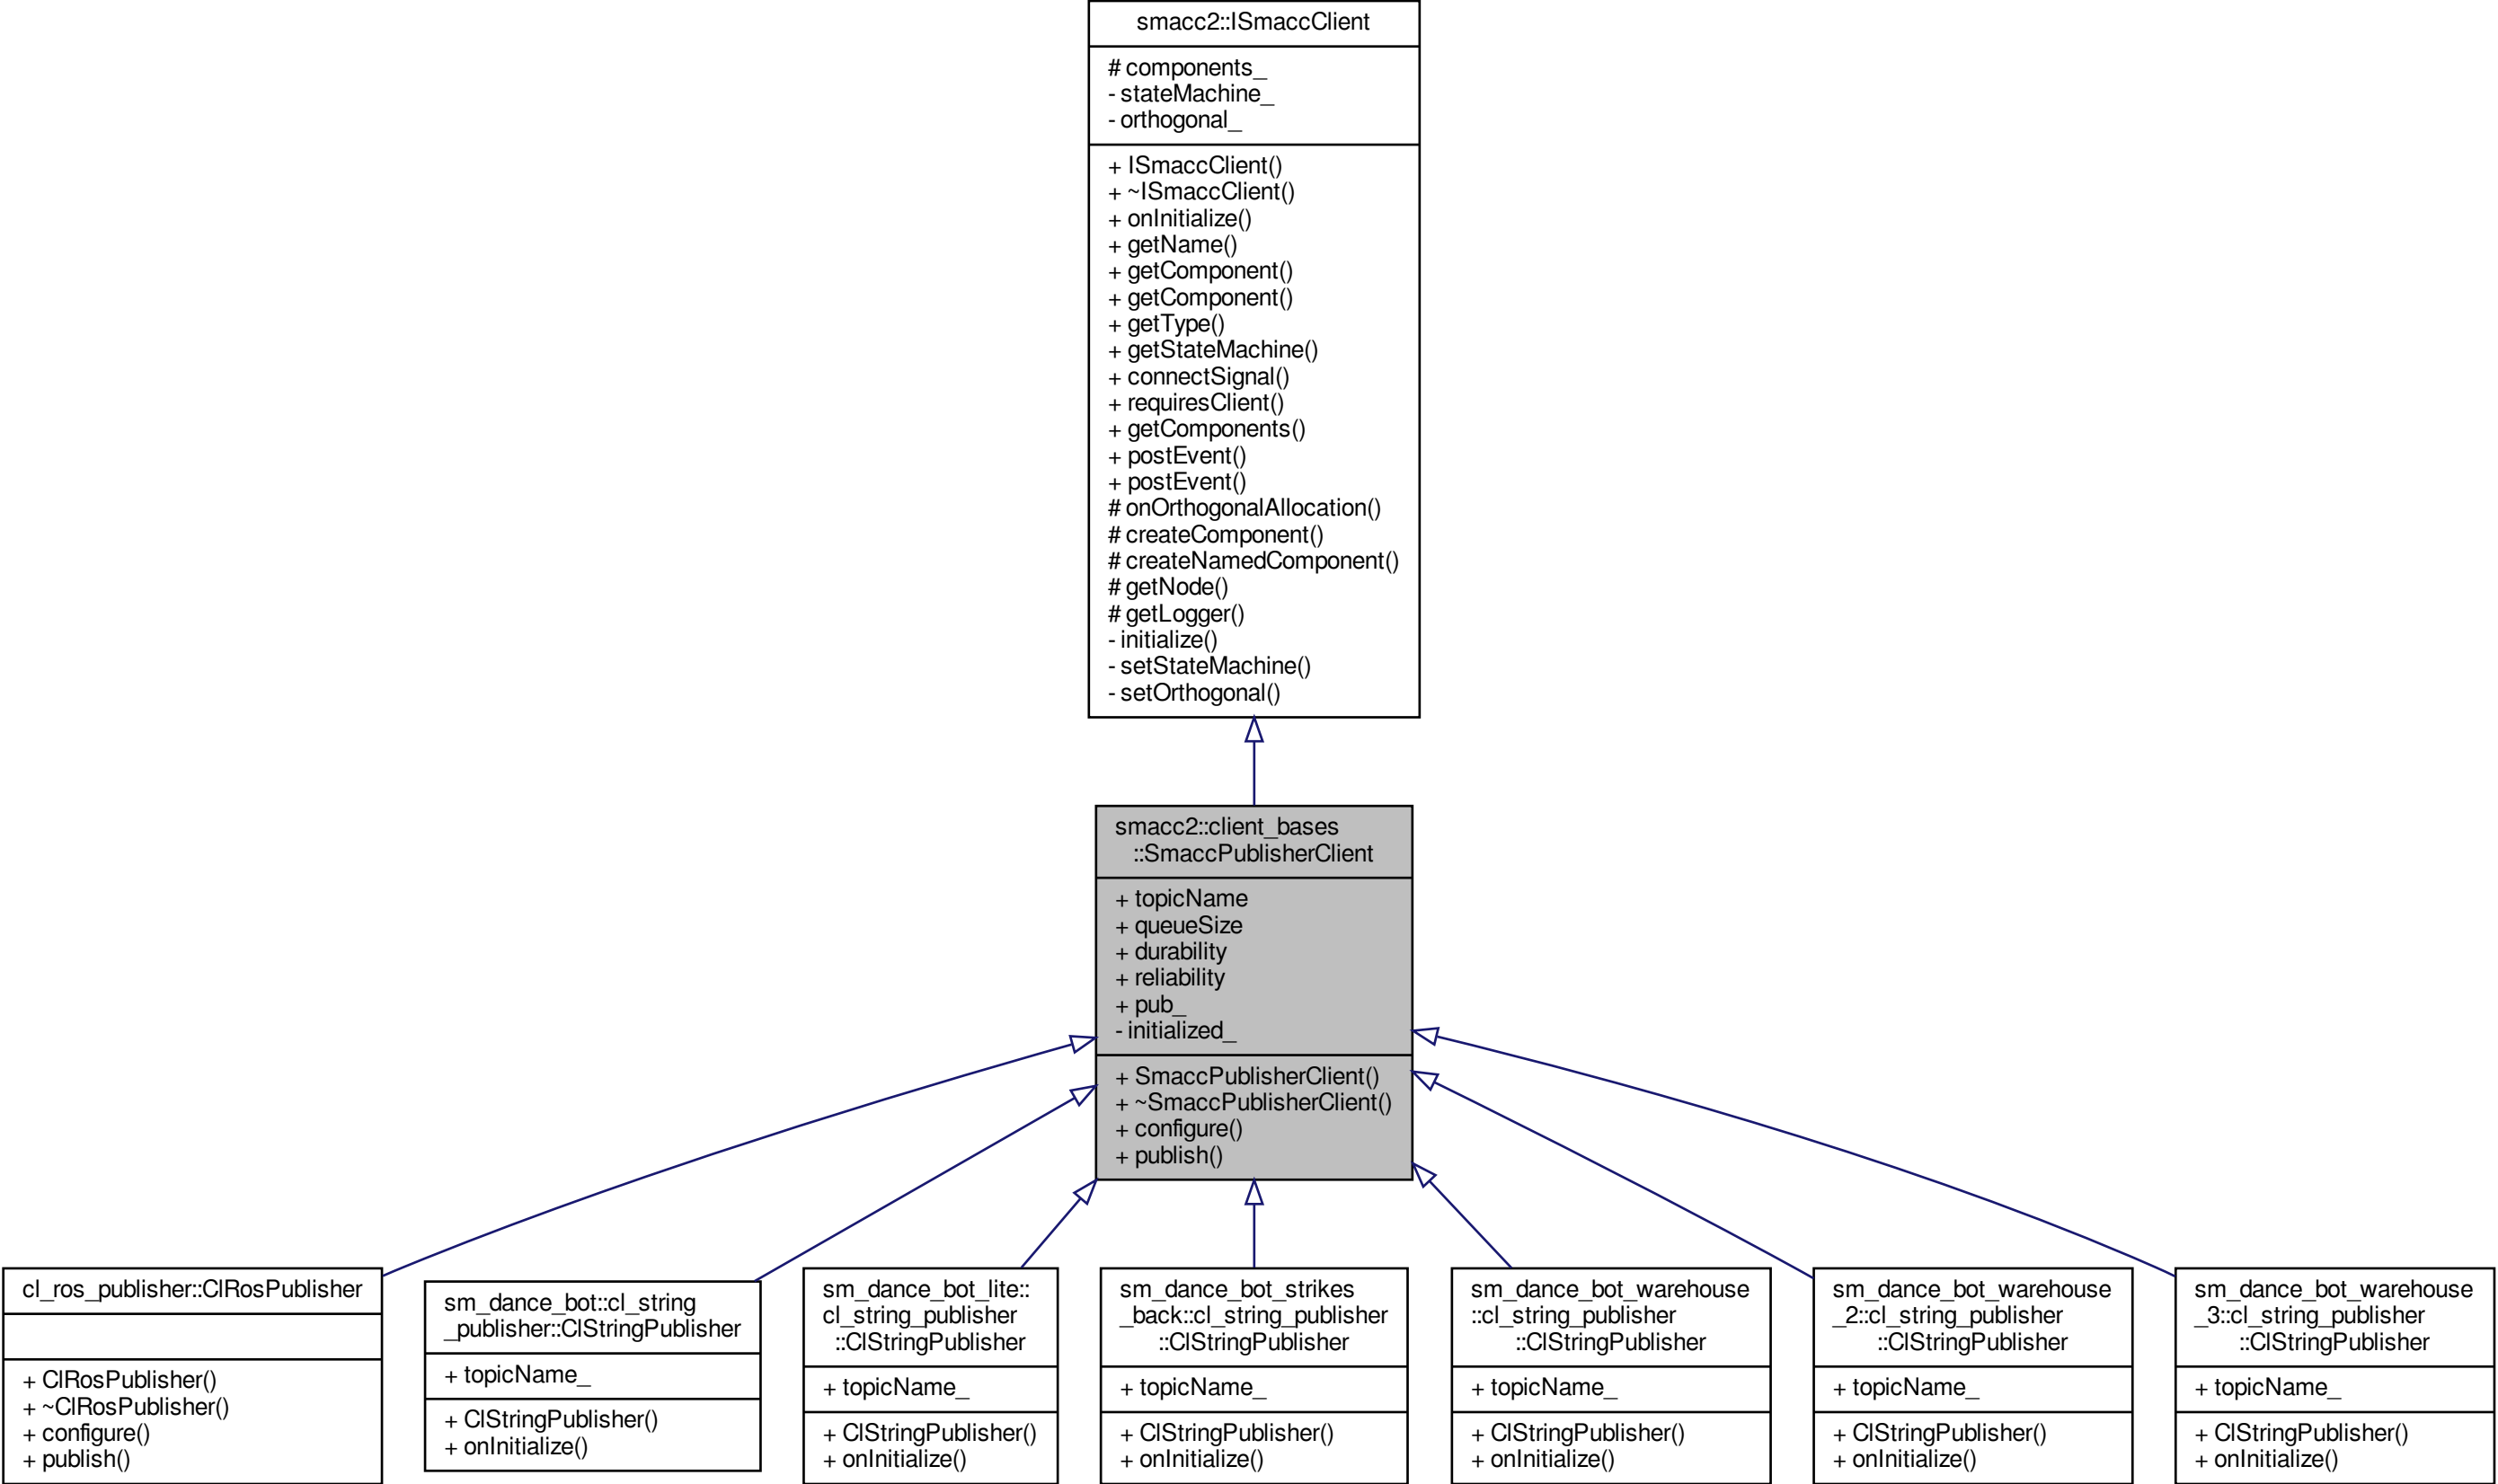 smacc2::ISmaccClient
# components_
- stateMachine_
- orthogonal_
+ ISmaccClient()
+ ~ISmaccClient()
+ onInitialize()
+ getName()
+ getComponent()
+ getComponent()
+ getType()
+ getStateMachine()
+ connectSignal()
+ requiresClient()
+ getComponents()
+ postEvent()
+ postEvent()
# onOrthogonalAllocation()
# createComponent()
# createNamedComponent()
# getNode()
# getLogger()
- initialize()
- setStateMachine()
- setOrthogonal()
smacc2::client_bases
::SmaccPublisherClient
+ topicName
+ queueSize
+ durability
+ reliability
+ pub_
- initialized_
+ SmaccPublisherClient()
+ ~SmaccPublisherClient()
+ configure()
+ publish()
cl_ros_publisher::ClRosPublisher
+ ClRosPublisher()
+ ~ClRosPublisher()
+ configure()
+ publish()
sm_dance_bot::cl_string
_publisher::ClStringPublisher
+ topicName_
+ ClStringPublisher()
+ onInitialize()
sm_dance_bot_lite::
cl_string_publisher
::ClStringPublisher
+ topicName_
+ ClStringPublisher()
+ onInitialize()
sm_dance_bot_strikes
_back::cl_string_publisher
::ClStringPublisher
+ topicName_
+ ClStringPublisher()
+ onInitialize()
sm_dance_bot_warehouse
::cl_string_publisher
::ClStringPublisher
+ topicName_
+ ClStringPublisher()
+ onInitialize()
sm_dance_bot_warehouse
_2::cl_string_publisher
::ClStringPublisher
+ topicName_
+ ClStringPublisher()
+ onInitialize()
sm_dance_bot_warehouse
_3::cl_string_publisher
::ClStringPublisher
+ topicName_
+ ClStringPublisher()
+ onInitialize()